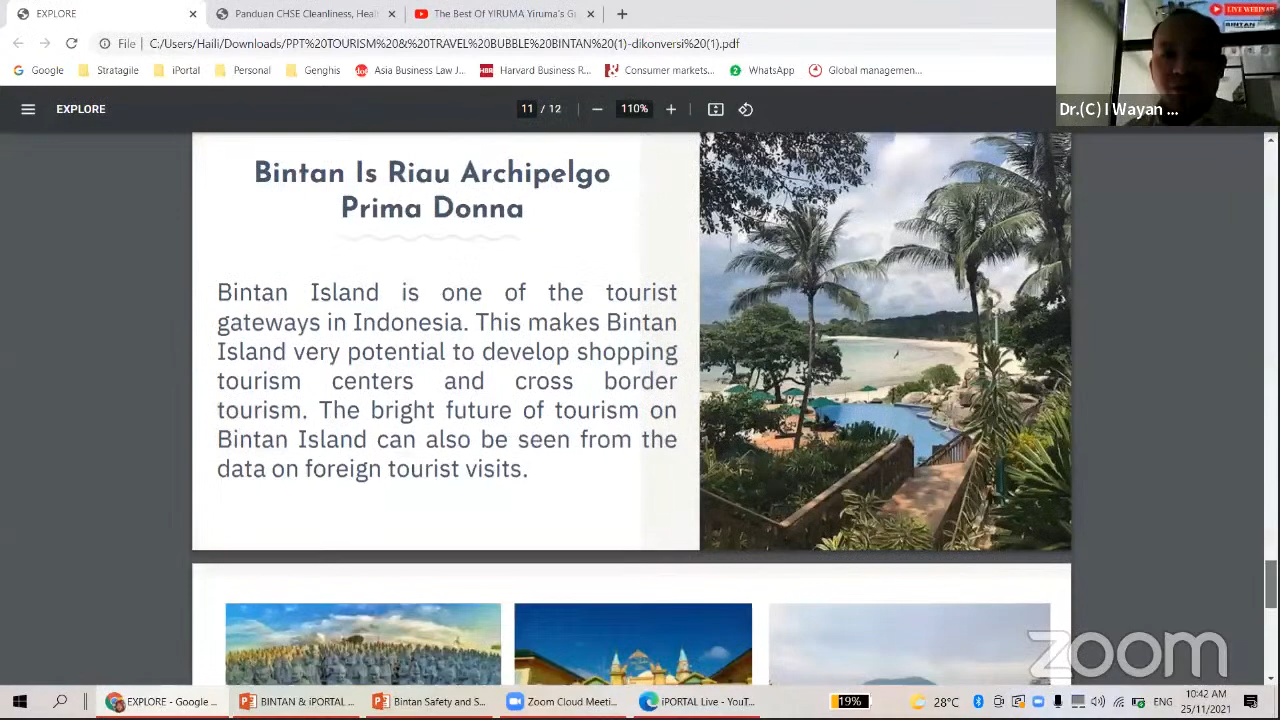 EXPLORE
Panduan CHSE Cleanliness, Heal
The Best Of YIRUMA Yiruma's
LIVE WEBINAR
BINTAN
File
C:/Users/Haili/Downloads/PPT%20TOURISM%20&%20TRAVEL%20BUBBLE%20BINTAN%20(1)-dikonversi%20(1).pdf
Google
Stratagile
iPortal
Personal
Genghis
Asia Business Law J...
Harvard Business R...
Consumer markets...
WhatsApp
Global managemen...
Dr.(C) I Wayan ...
EXPLORE
11 / 12
110%
Bintan Is Riau Archipelgo
Prima Donna
Bintan Island is one of the tourist
gateways in Indonesia. This makes Bintan
Island very potential to develop shopping
tourism centers and cross border
tourism. The bright future of tourism on
Bintan Island can also be seen from the
data on foreign tourist visits.
zoom
EXPLORE - Google ...
BINTAN & iPORTAL ...
Bintan Safety and S...
Zoom Cloud Meeti...
iPORTAL Live - YouT...
19%
28°C
ENG
10:42 AM
25/11/2021